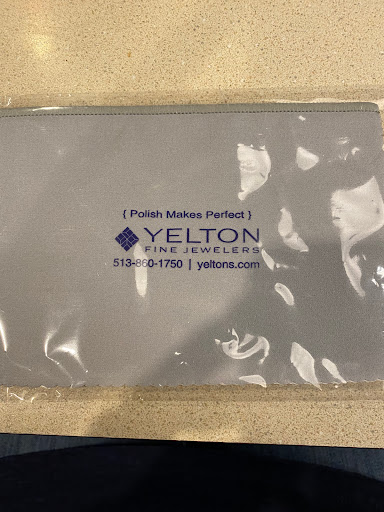 { Polish Makes Perfect }
YELTON
FINE JEWELERS
513-860-1750 | yeltons.com